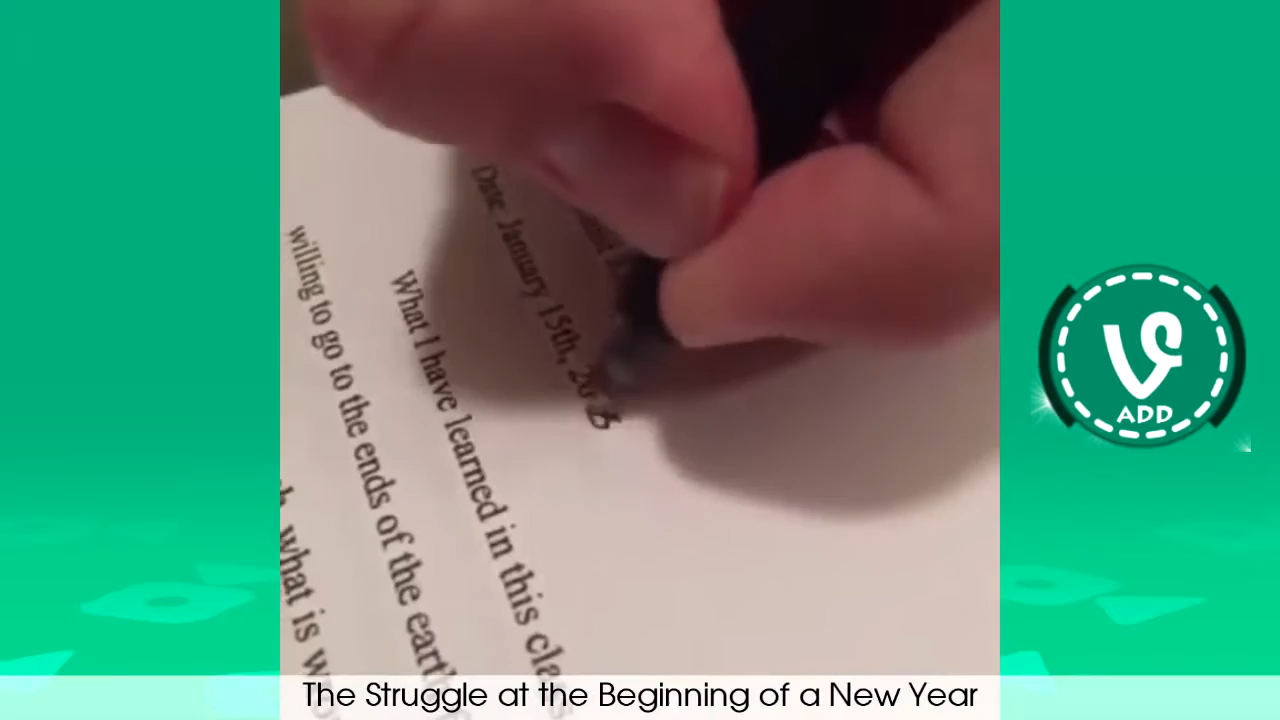 Date January 15th, 20
What I have learned in this clas
willing to go to the ends of the eart
what is
ADD
The Struggle at the Beginning of a New Year